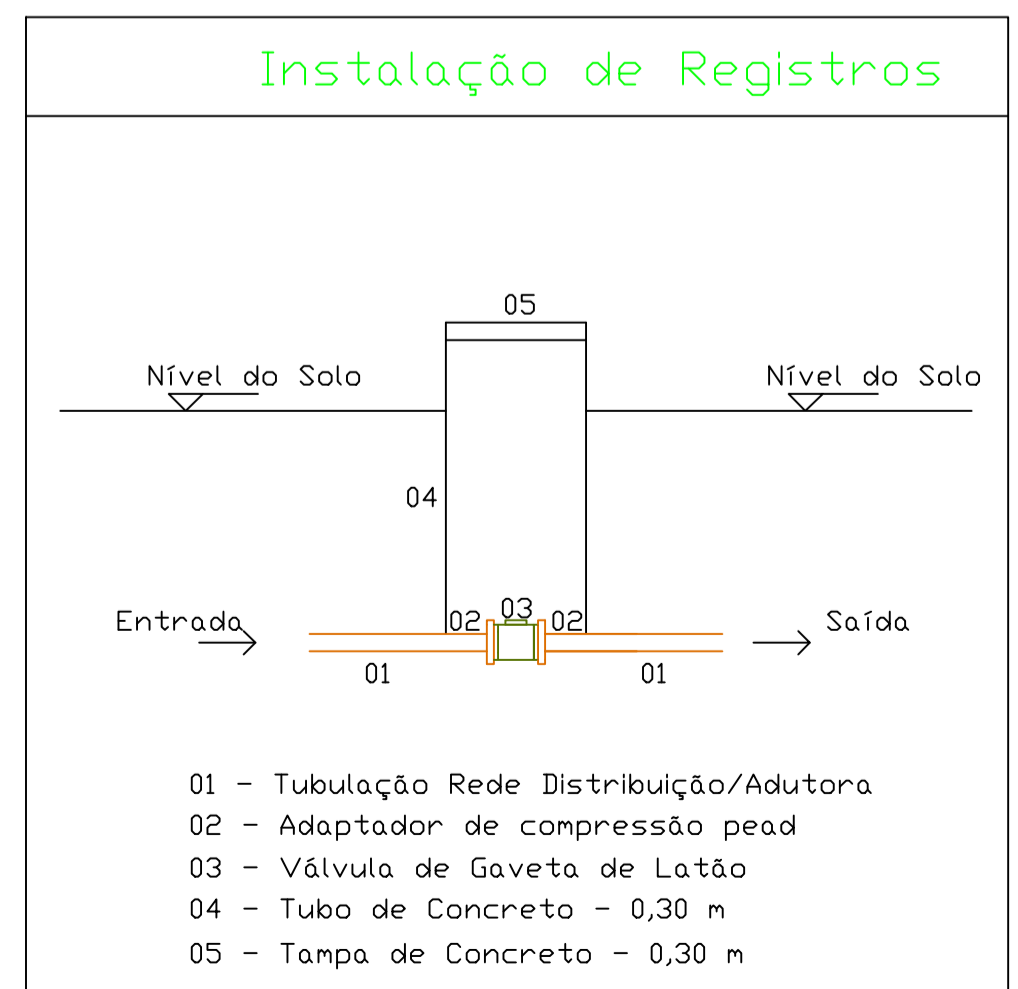 Instalação de Registros
05
Nível do Solo
Nível do Solo
04
Entrada
02
03
02
Saída
01
01
01 - Tubulação Rede Distribuição/Adutora
02 - Adaptador de compressão pead
03 - Válvula de Gaveta de Latão
04 - Tubo de Concreto - 0,30 m
05 - Tampa de Concreto - 0,30 m